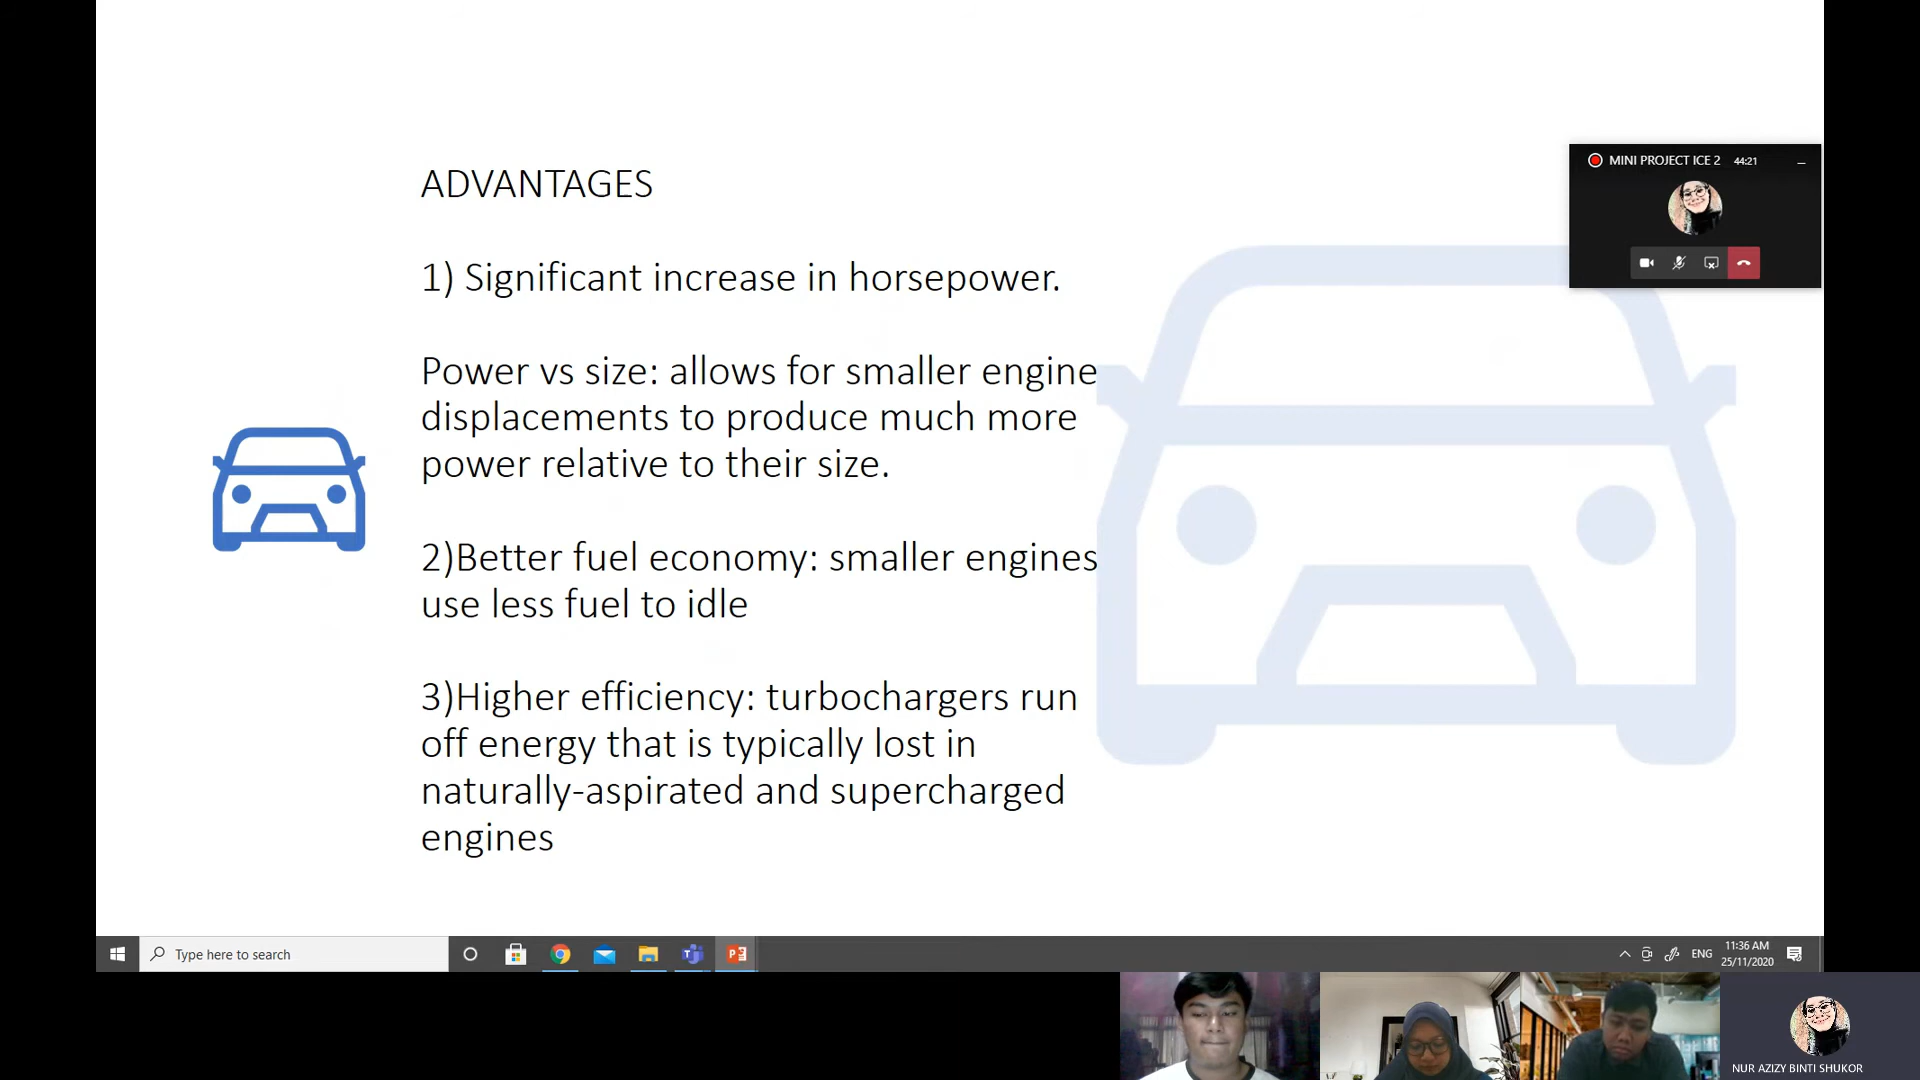 ADVANTAGES
1) Significant increase in horsepower.
Power vs size: allows for smaller engine
displacements to produce much more
power relative to their size.
2)Better fuel economy: smaller engines
use less fuel to idle
3)Higher efficiency: turbochargers run
off energy that is typically lost in
naturally-aspirated and supercharged
engines
MINI PROJECT ICE 2 44:21
Type here to search
ENG
11:36 AM
25/11/2020
NUR AZIZY BINTI SHUKOR